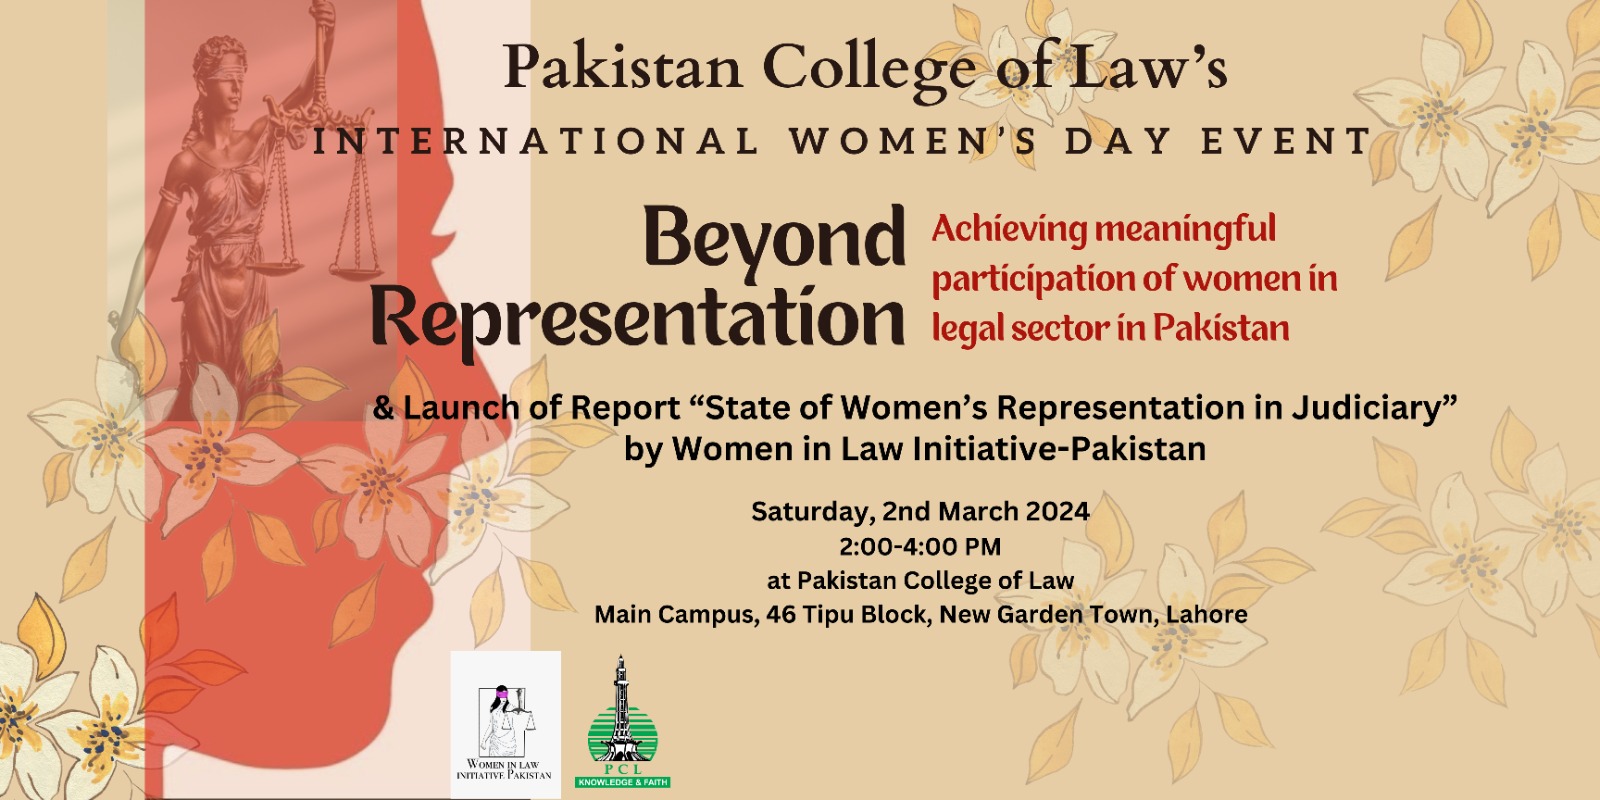 Pakistan College of Law’s
INTERNATIONAL WOMEN’S DAY EVENT
Beyond
Representation
Achieving meaningful
participation of women in
legal sector in Pakistan
& Launch of Report “State of Women’s Representation in Judiciary”
by Women in Law Initiative-Pakistan
Saturday, 2nd March 2024
2:00-4:00 PM
at Pakistan College of Law
Main Campus, 46 Tipu Block, New Garden Town, Lahore
WOMEN IN LAW
INITIATIVE PAKISTAN
PCL
KNOWLEDGE & FAITH